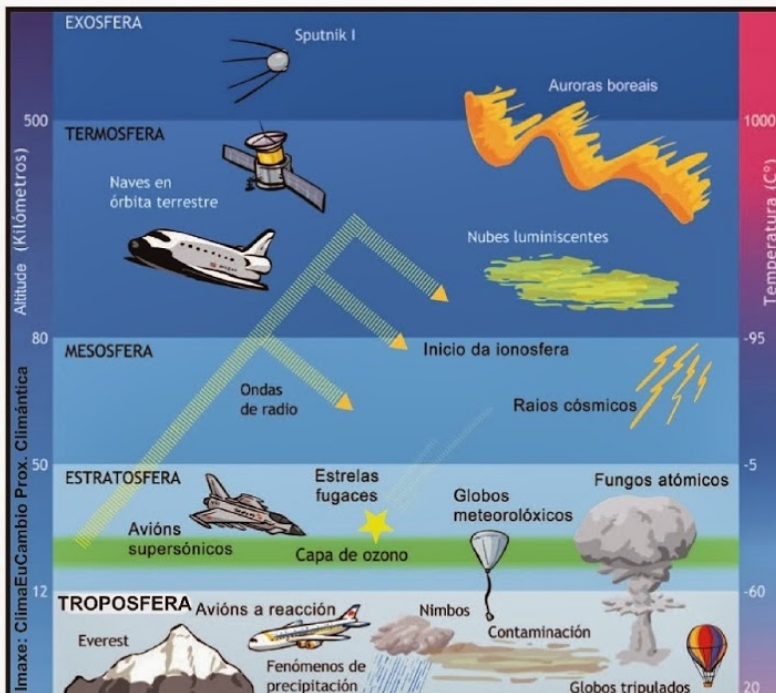 EXOSFERA
Sputnik I
Auroras boreais
500
1000
TERMOSFERA
Naves en
órbita terrestre
Nubes luminiscentes
Altitude (Kilómetros)
Temperatura (Cº)
80
-95
MESOSFERA
Inicio da ionosfera
Ondas
de radio
Raios cósmicos
50
-5
ESTRATOSFERA
Estrelas
fugaces
Globos
meteorolóxicos
Fungos atómicos
Avións
supersónicos
Capa de ozono
12
-60
TROPOSFERA
Avións a reacción
Nimbos
Contaminación
Everest
Fenómenos de
precipitación
Globos tripulados
20
Imaxe: ClimaEuCambio Prox. Climántica